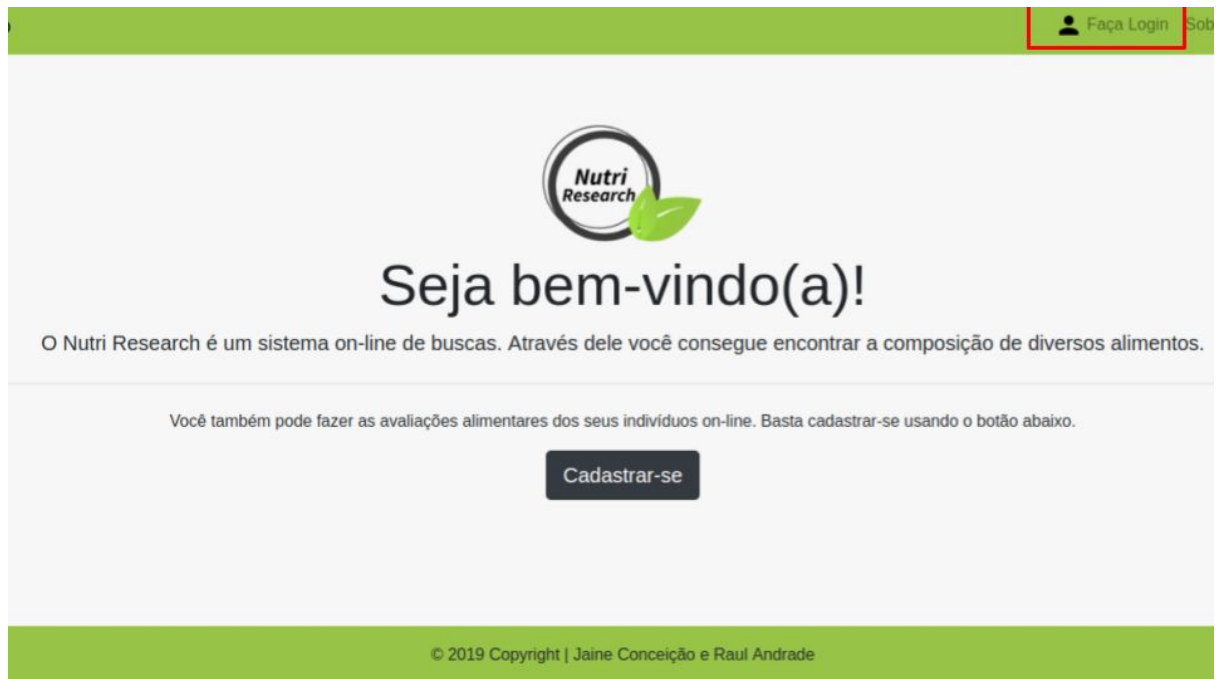 Faça Login Sob
Nutri
Research
Seja bem-vindo(a)!
O Nutri Research é um sistema on-line de buscas. Através dele você consegue encontrar a composição de diversos alimentos.
Você também pode fazer as avaliações alimentares dos seus indivíduos on-line. Basta cadastrar-se usando o botão abaixo.
Cadastrar-se
© 2019 Copyright | Jaine Conceição e Raul Andrade